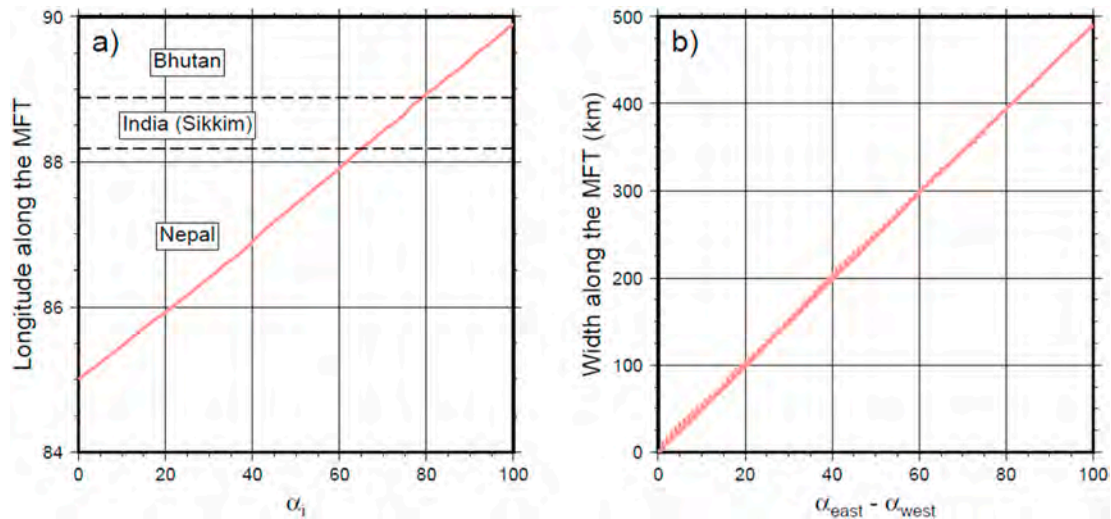 a)
Longitude along the MFT
90
88
86
84
Bhutan
India (Sikkim)
Nepal
0 20 40 60 80 100
αi
b)
Width along the MFT (km)
500
400
300
200
100
0
0 20 40 60 80 100
αeast - αwest